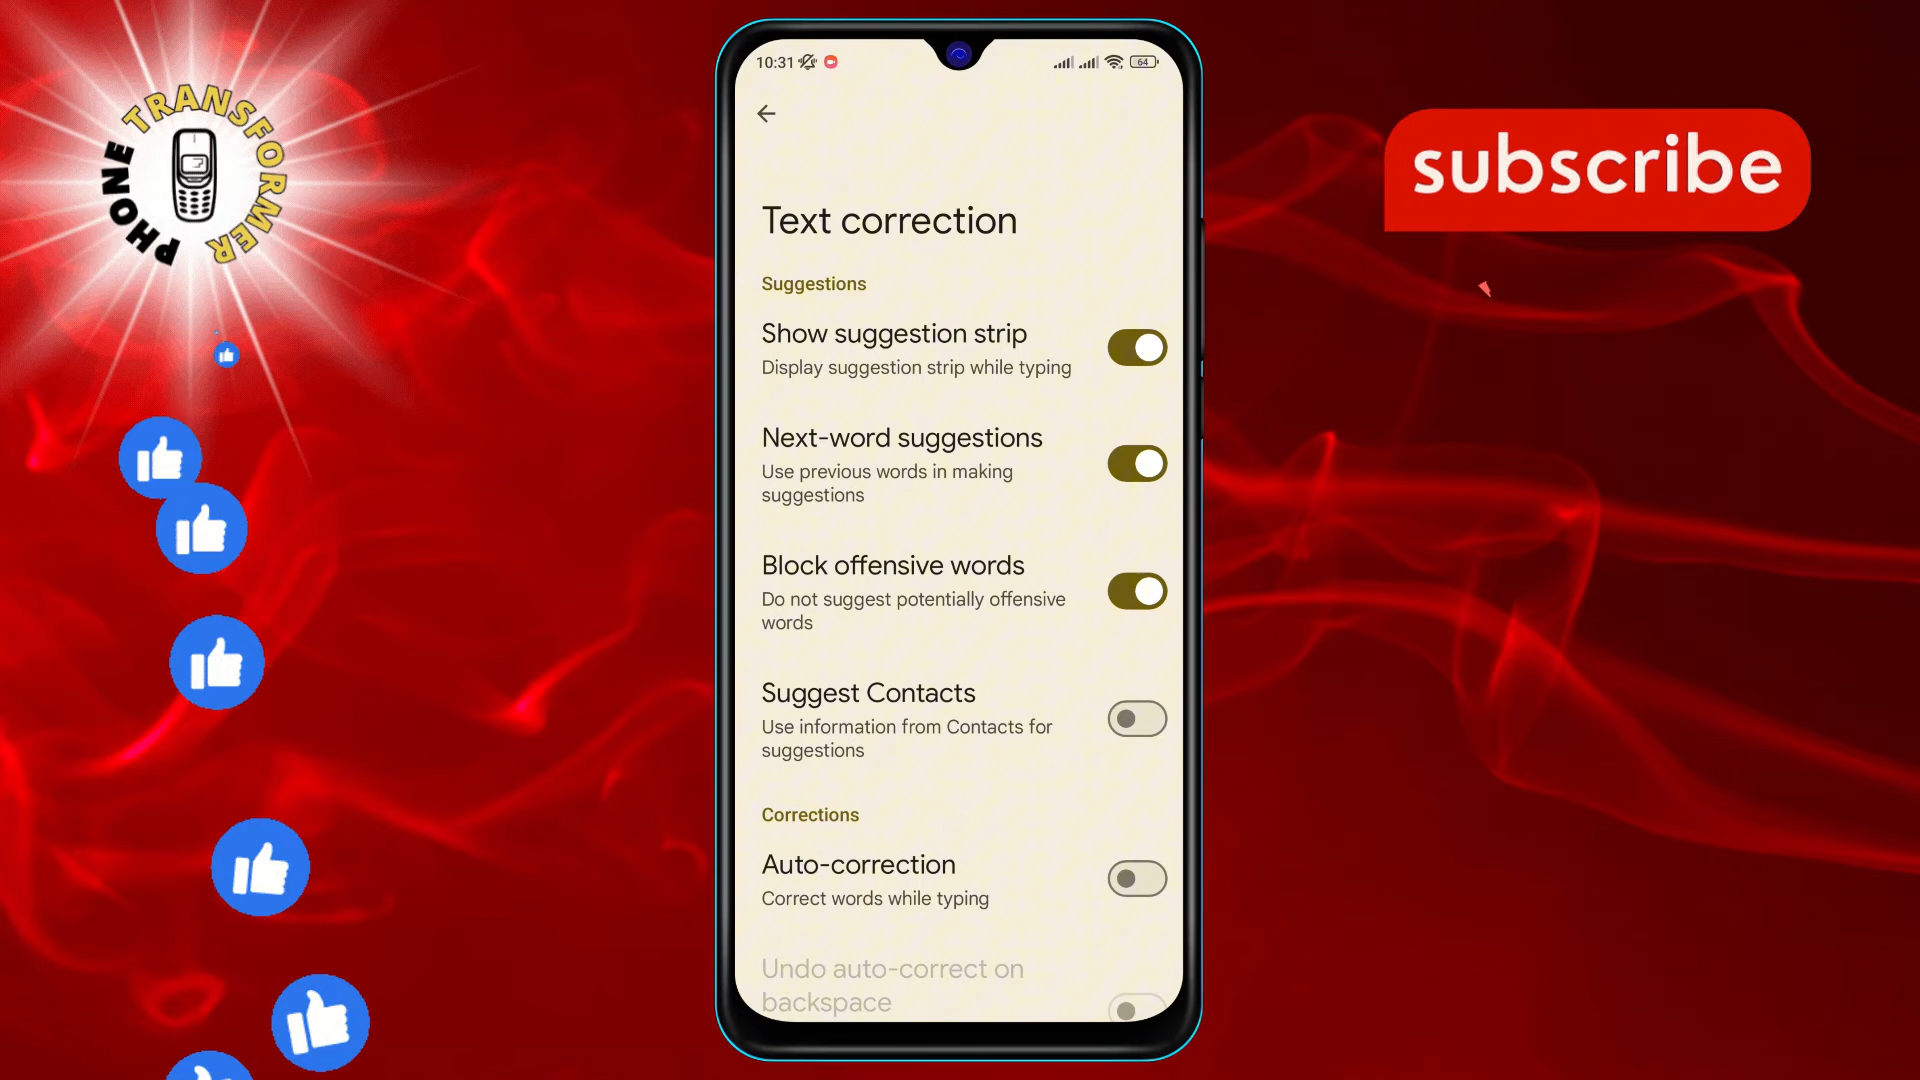 PHONE TRANSFORMER
subscribe
10:31
64
Text correction
Suggestions
Show suggestion strip
Display suggestion strip while typing
Next-word suggestions
Use previous words in making
suggestions
Block offensive words
Do not suggest potentially offensive
words
Suggest Contacts
Use information from Contacts for
suggestions
Corrections
Auto-correction
Correct words while typing
Undo auto-correct on
backspace